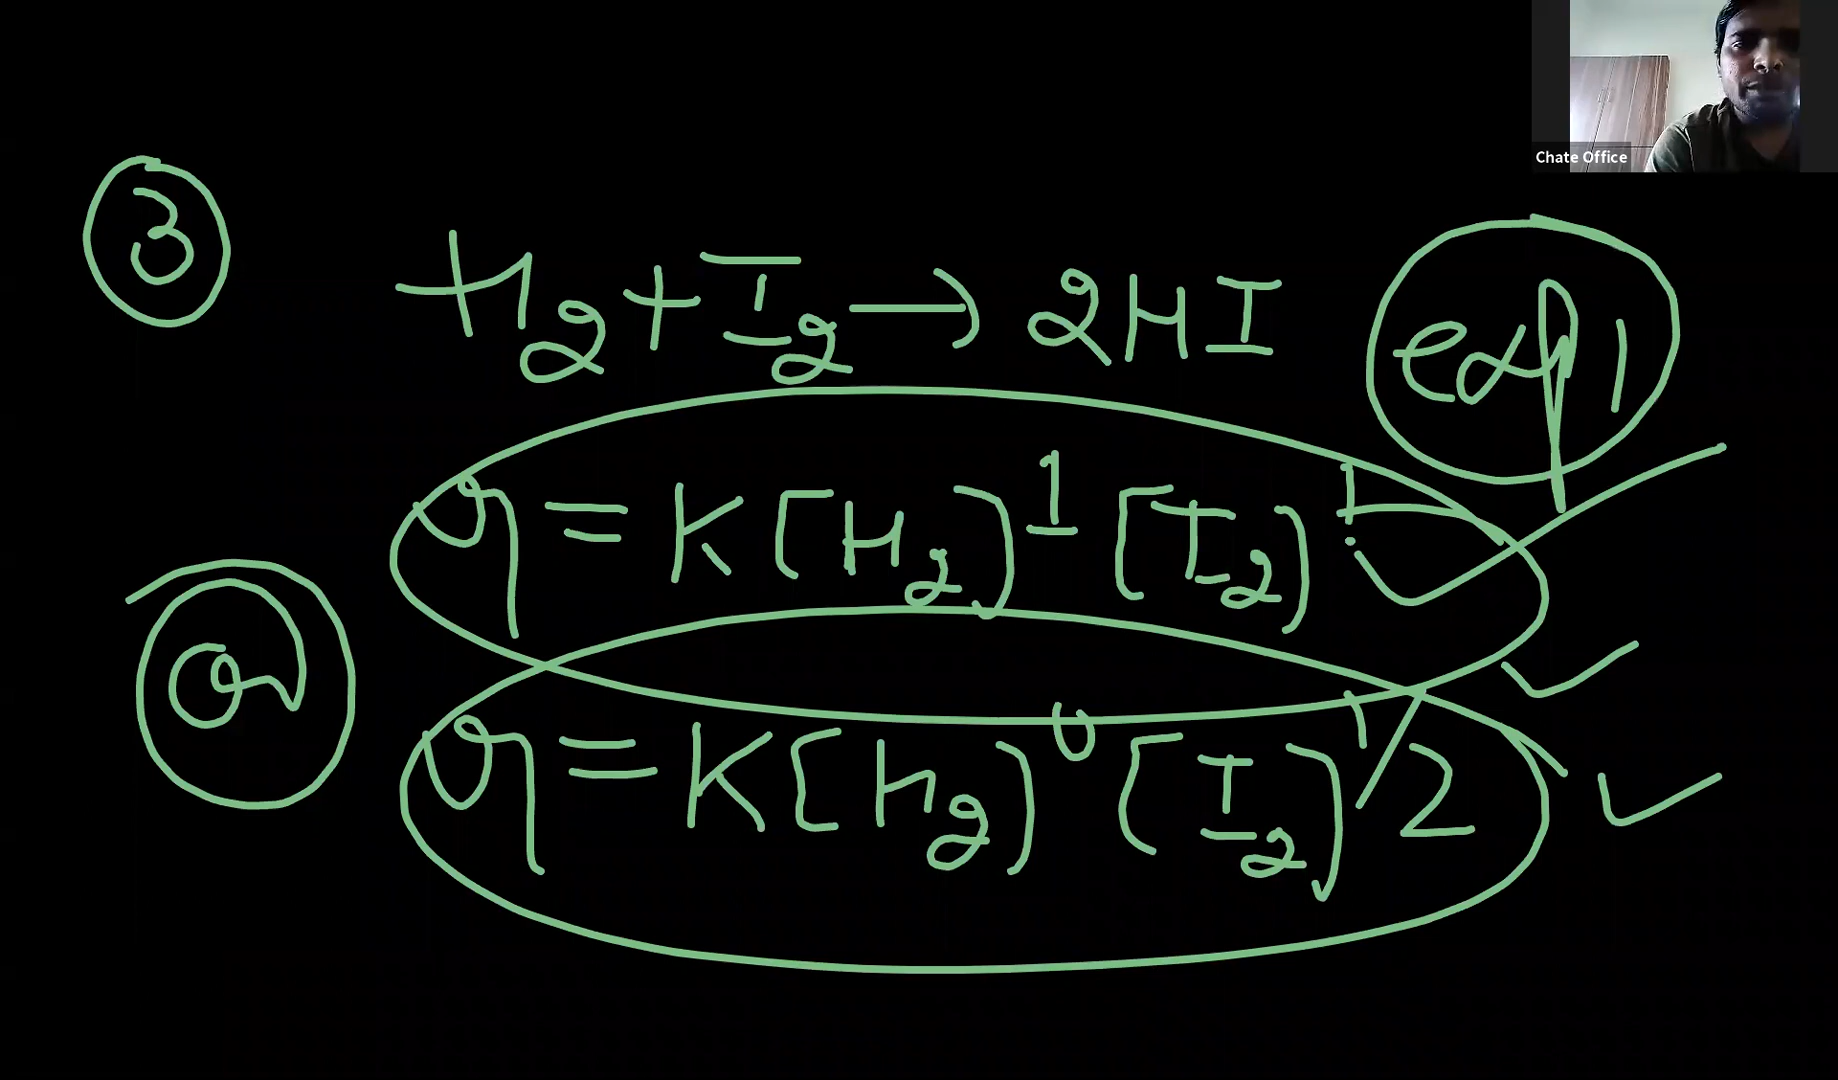 Chate Office
3
H2 + I2 → 2HI
exp 1
r = K[H2]^1 [I2]^1
a
r = K[H2]^0 [I2]^1/2